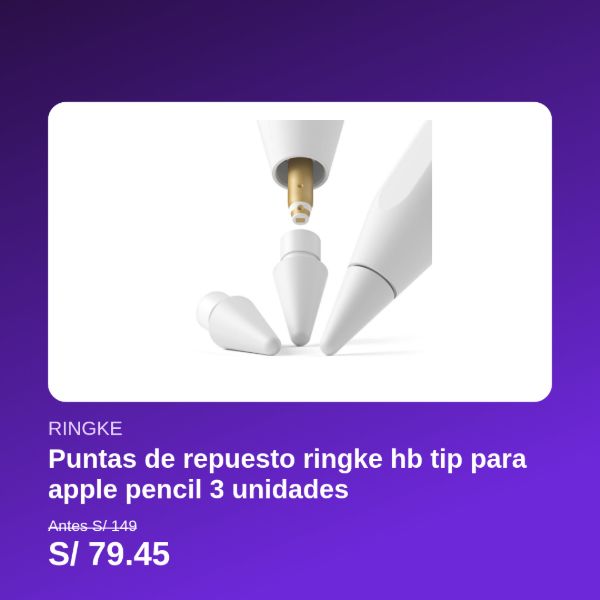 RINGKE
Puntas de repuesto ringke hb tip para
apple pencil 3 unidades
Antes S/ 149
S/ 79.45